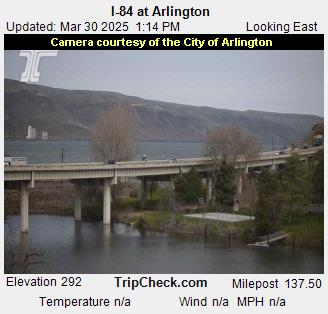 I-84 at Arlington
Updated: Mar 30 2025 1:14 PM Looking East
Camera courtesy of the City of Arlington
Elevation 292 TripCheck.com Milepost 137.50
Temperature n/a Wind n/a MPH n/a